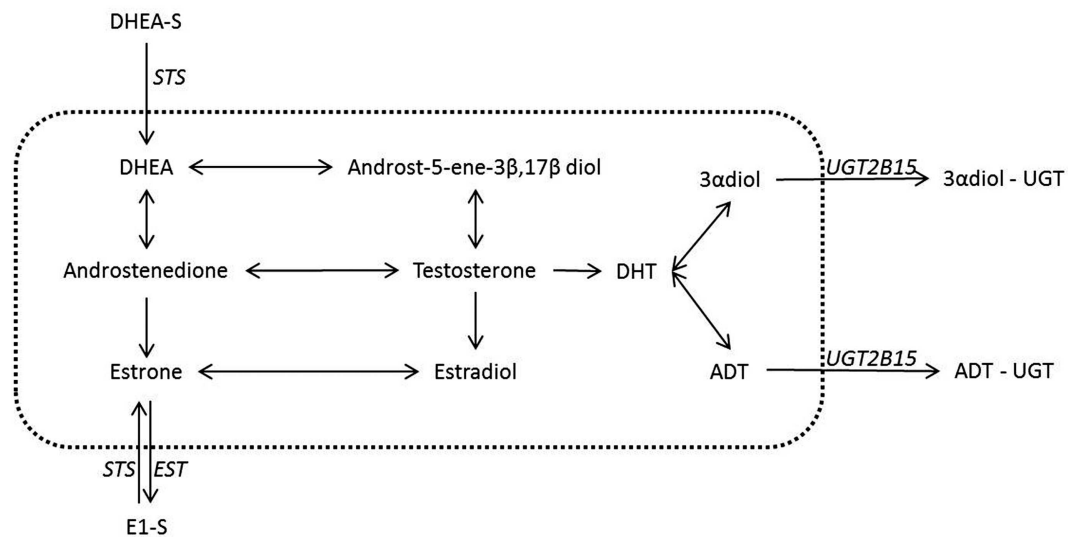 DHEA-S
STS
DHEA
Androst-5-ene-3β,17β diol
3αdiol
UGT2B15
3αdiol - UGT
Androstenedione
Testosterone
DHT
Estrone
Estradiol
ADT
UGT2B15
ADT - UGT
STS
EST
E1-S